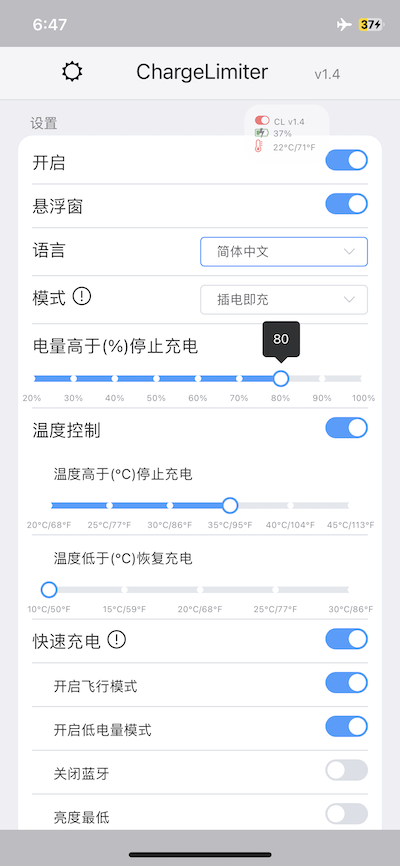 6:47
37
ChargeLimiter
v1.4
设置
CL v1.4
37%
22°C/71°F
开启
悬浮窗
语言
简体中文
模式
插电即充
电量高于(%)停止充电
80
20% 30% 40% 50% 60% 70% 80% 90% 100%
温度控制
温度高于(°C)停止充电
20°C/68°F 25°C/77°F 30°C/86°F 35°C/95°F 40°C/104°F 45°C/113°F
温度低于(°C)恢复充电
10°C/50°F 15°C/59°F 20°C/68°F 25°C/77°F 30°C/86°F
快速充电
开启飞行模式
开启低电量模式
关闭蓝牙
亮度最低